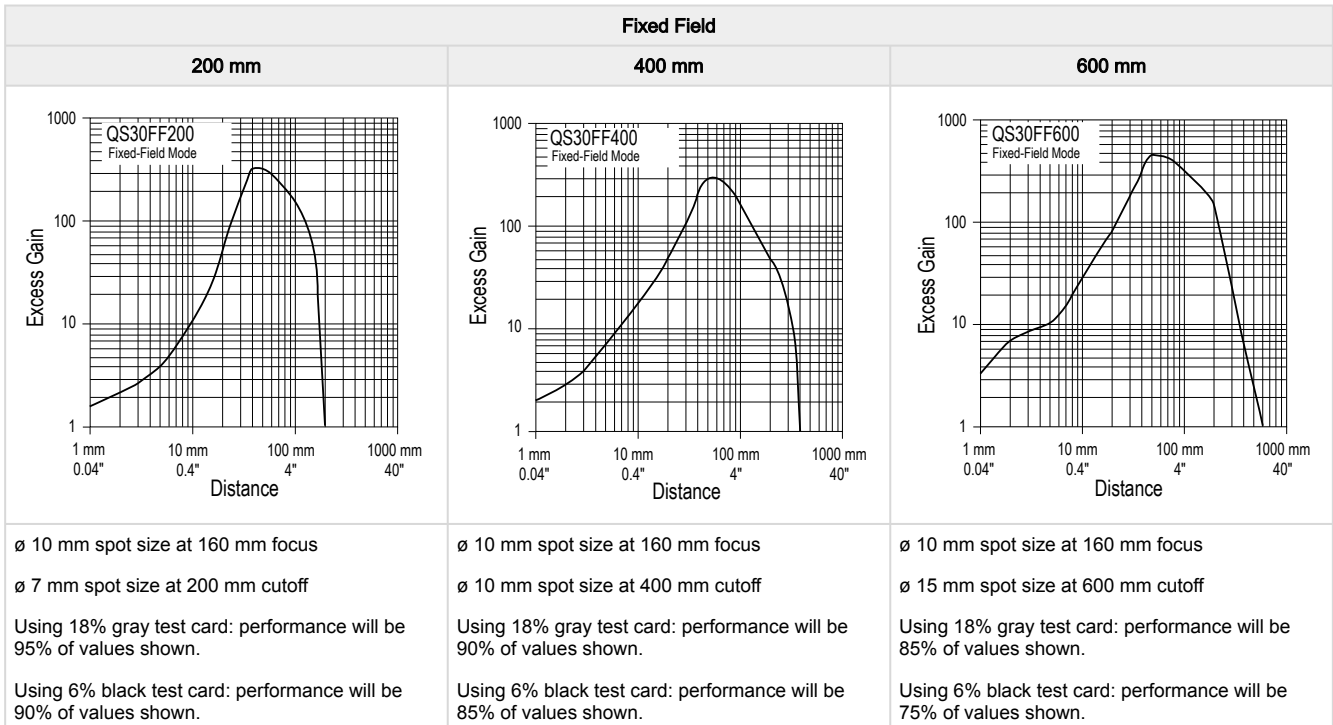 Fixed Field
200 mm
400 mm
600 mm
QS30FF200
Fixed-Field Mode
1000
100
10
1
Excess Gain
1 mm
0.04"
10 mm
0.4"
100 mm
4"
1000 mm
40"
Distance
QS30FF400
Fixed-Field Mode
1000
100
10
1
Excess Gain
1 mm
0.04"
10 mm
0.4"
100 mm
4"
1000 mm
40"
Distance
QS30FF600
Fixed-Field Mode
1000
100
10
1
Excess Gain
1 mm
0.04"
10 mm
0.4"
100 mm
4"
1000 mm
40"
Distance
ø 10 mm spot size at 160 mm focus
ø 7 mm spot size at 200 mm cutoff
Using 18% gray test card: performance will be
95% of values shown.
Using 6% black test card: performance will be
90% of values shown.
ø 10 mm spot size at 160 mm focus
ø 10 mm spot size at 400 mm cutoff
Using 18% gray test card: performance will be
90% of values shown.
Using 6% black test card: performance will be
85% of values shown.
ø 10 mm spot size at 160 mm focus
ø 15 mm spot size at 600 mm cutoff
Using 18% gray test card: performance will be
85% of values shown.
Using 6% black test card: performance will be
75% of values shown.